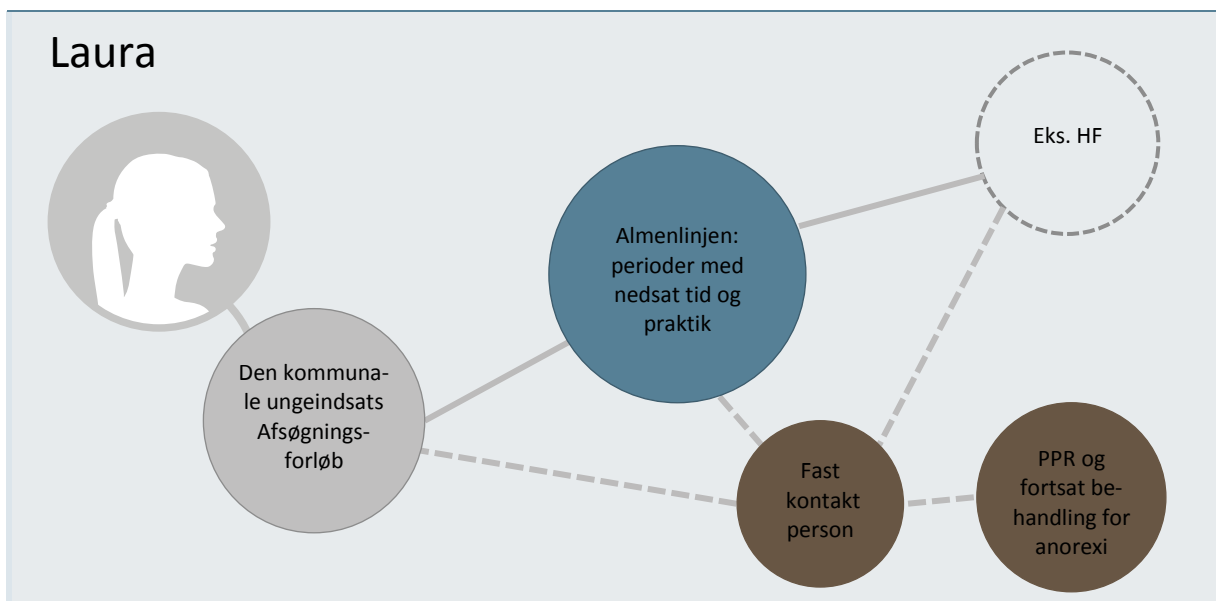 Laura
Eks. HF
Almenlinjen:
perioder med
nedsat tid og
praktik
Den kommuna-
le ungeindsats
Afsøgnings-
forløb
Fast
kontakt
person
PPR og
fortsat be-
handling for
anorexi